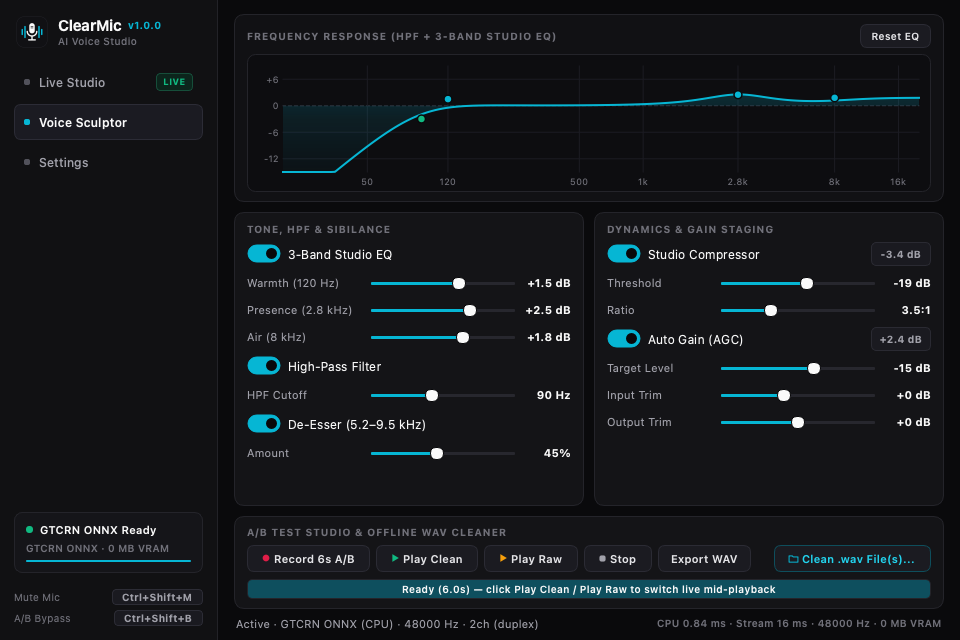 ClearMic v1.0.0
AI Voice Studio
Live Studio LIVE
Voice Sculptor
Settings
GTCRN ONNX Ready
GTCRN ONNX · 0 MB VRAM
Mute Mic Ctrl+Shift+M
A/B Bypass Ctrl+Shift+B
FREQUENCY RESPONSE (HPF + 3-BAND STUDIO EQ) Reset EQ
+6
0
-6
-12
50 120 500 1k 2.8k 8k 16k
TONE, HPF & SIBILANCE
3-Band Studio EQ
Warmth (120 Hz) +1.5 dB
Presence (2.8 kHz) +2.5 dB
Air (8 kHz) +1.8 dB
High-Pass Filter
HPF Cutoff 90 Hz
De-Esser (5.2–9.5 kHz)
Amount 45%
DYNAMICS & GAIN STAGING
Studio Compressor -3.4 dB
Threshold -19 dB
Ratio 3.5:1
Auto Gain (AGC) +2.4 dB
Target Level -15 dB
Input Trim +0 dB
Output Trim +0 dB
A/B TEST STUDIO & OFFLINE WAV CLEANER
Record 6s A/B Play Clean Play Raw Stop Export WAV Clean .wav File(s)...
Ready (6.0s) — click Play Clean / Play Raw to switch live mid-playback
Active · GTCRN ONNX (CPU) · 48000 Hz · 2ch (duplex) CPU 0.84 ms · Stream 16 ms · 48000 Hz · 0 MB VRAM